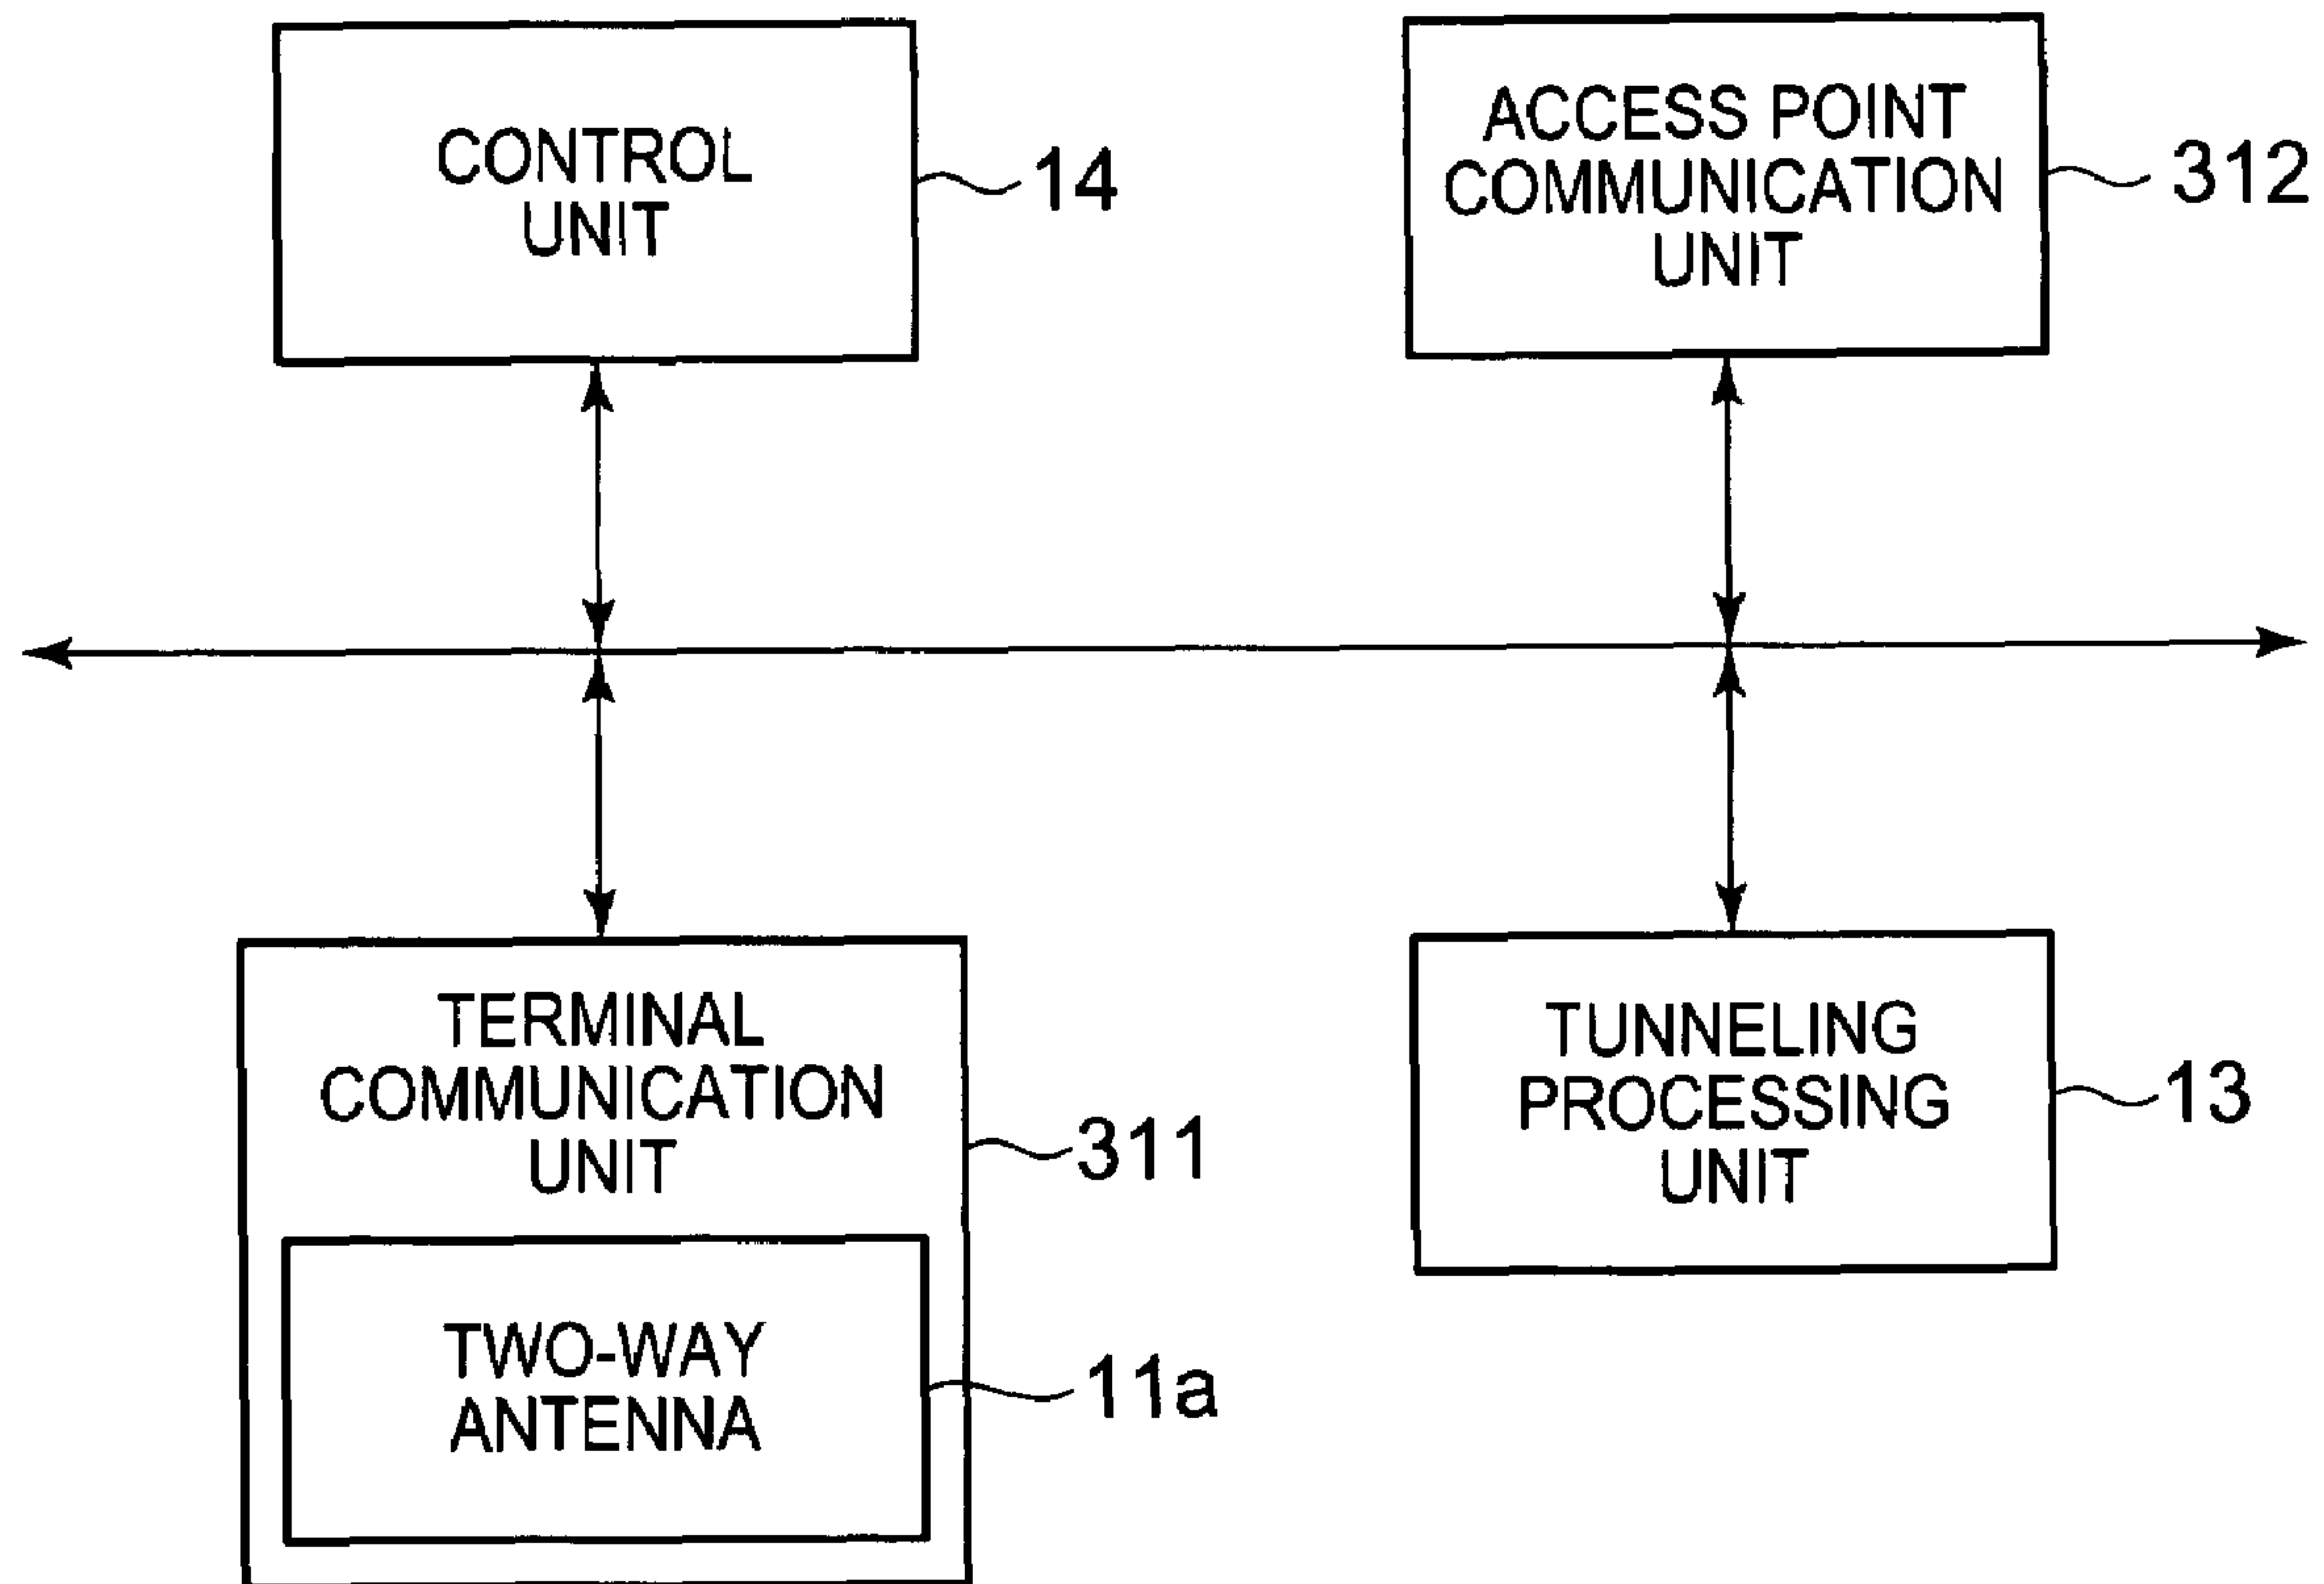 CONTROL
UNIT
14
ACCESS POINT
COMMUNICATION
UNIT
312
TERMINAL
COMMUNICATION
UNIT
311
TWO-WAY
ANTENNA
11a
TUNNELING
PROCESSING
UNIT
13